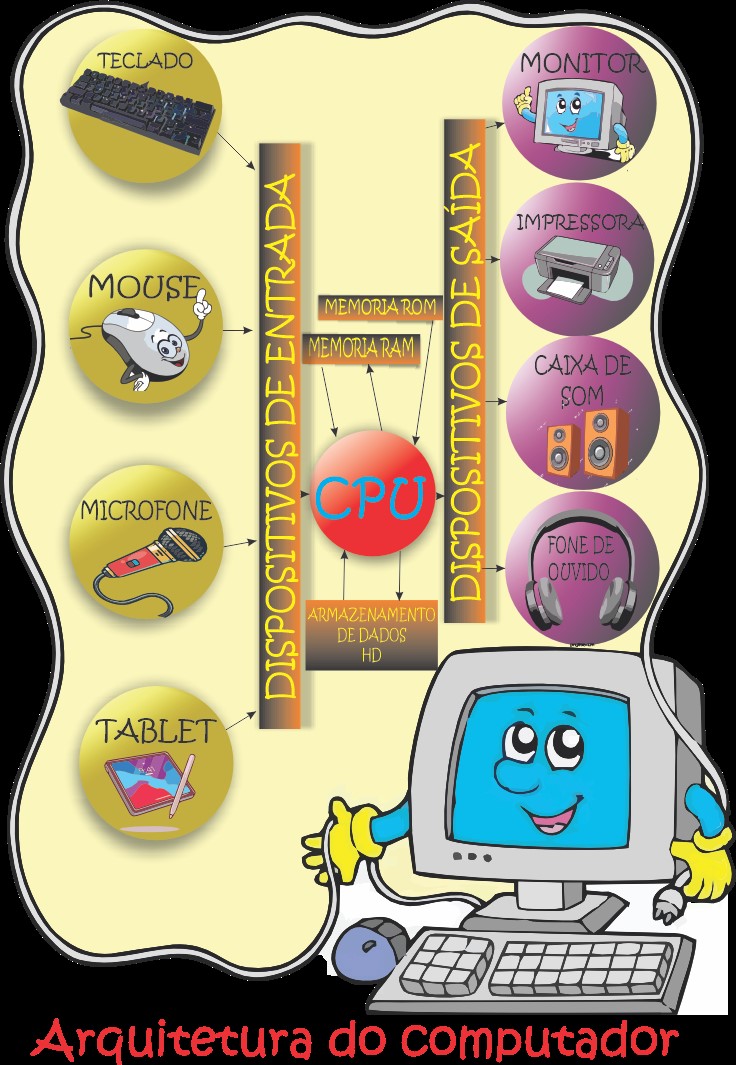 TECLADO
MOUSE
MICROFONE
TABLET
DISPOSITIVOS DE ENTRADA
MEMORIA ROM
MEMORIA RAM
CPU
ARMAZENAMENTO
DE DADOS
HD
DISPOSITIVOS DE SAÍDA
MONITOR
IMPRESSORA
CAIXA DE
SOM
FONE DE
OUVIDO
Arquitetura do computador